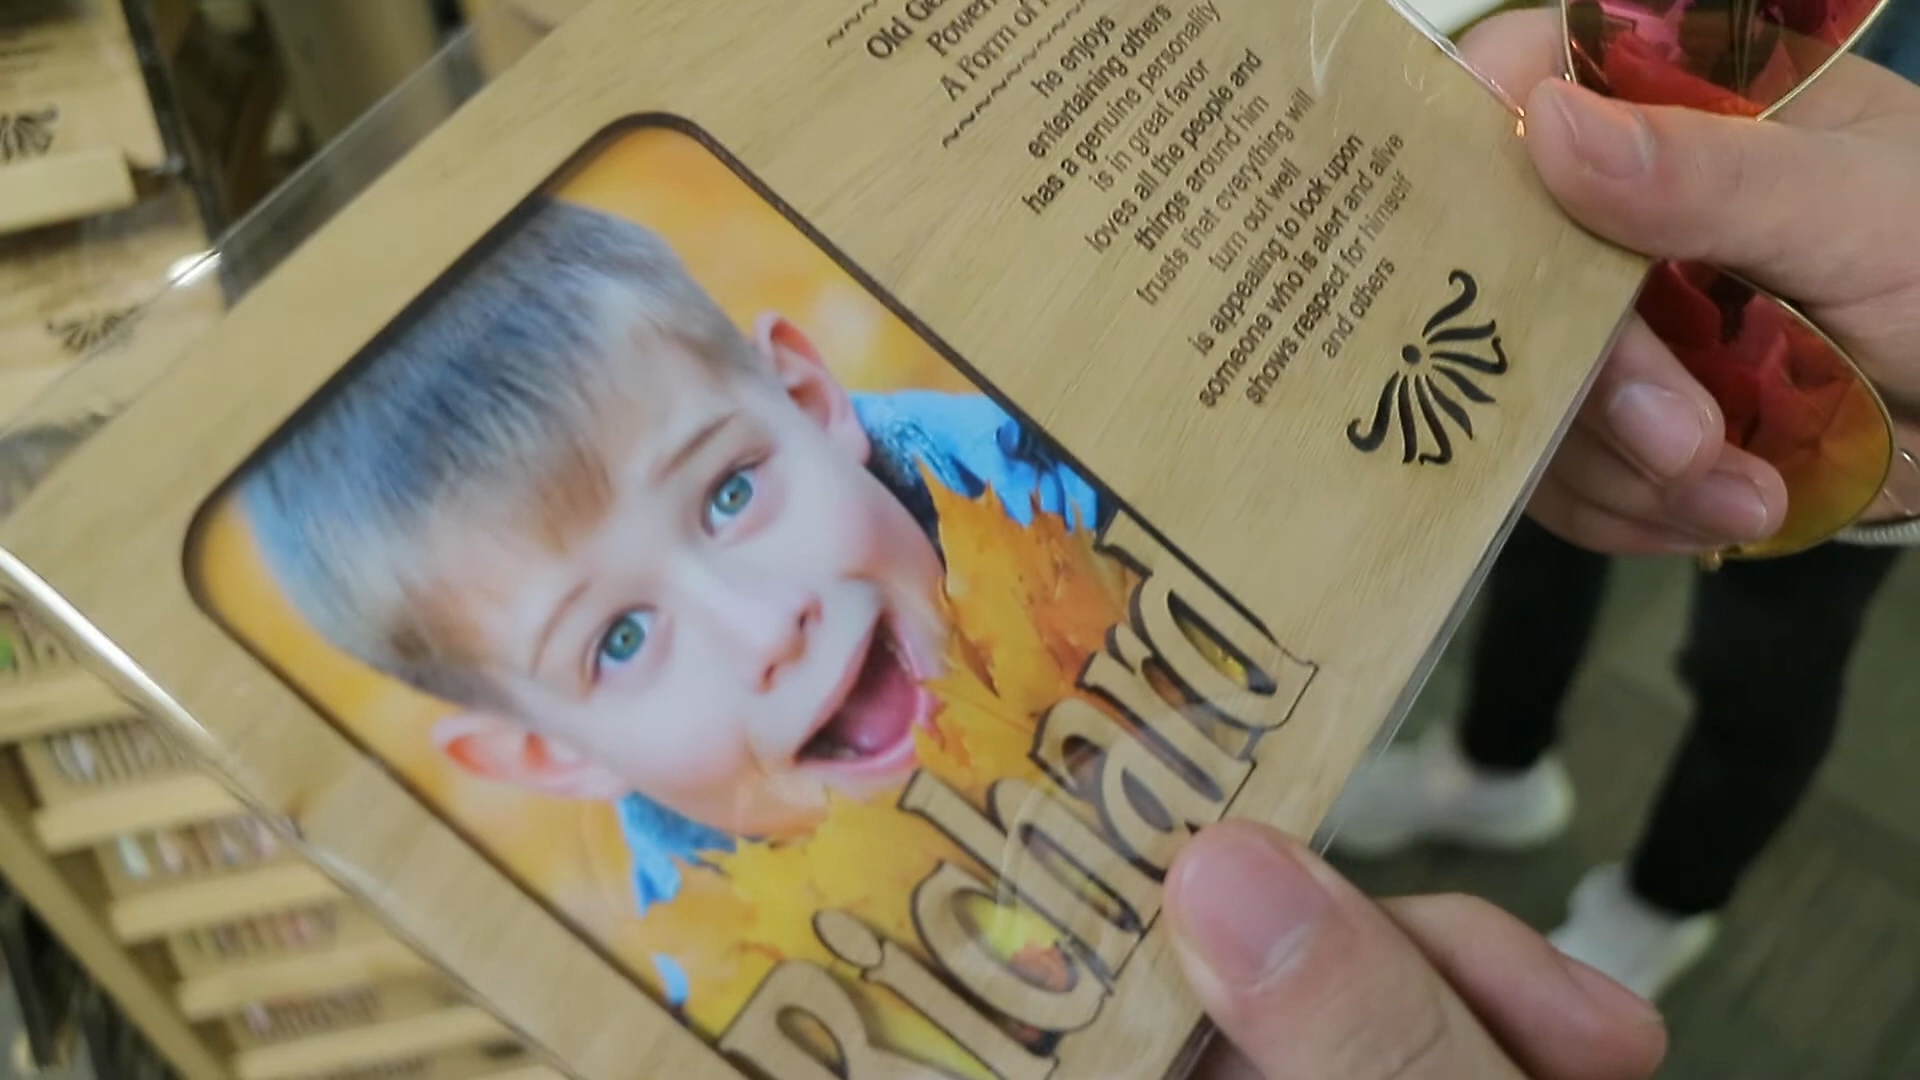 Old
A Form of
he enjoys
entertaining others
has a genuine personality
is in great favor
loves all the people and
things around him
trusts that everything will
turn out well
is appealing to look upon
someone who is alert and alive
shows respect for himself
and others
Richard